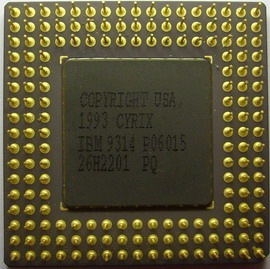 COPYRIGHT USA,
1993 CYRIX
IBM 9314 P06015
26H2201 PQ